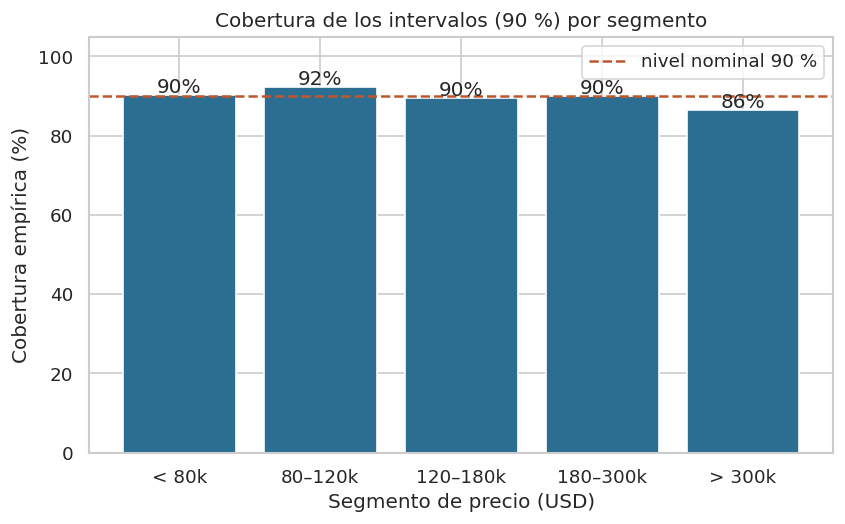 Cobertura de los intervalos (90 %) por segmento
nivel nominal 90 %
Cobertura empírica (%)
100
80
60
40
20
0
90%
92%
90%
90%
86%
< 80k
80–120k
120–180k
180–300k
> 300k
Segmento de precio (USD)